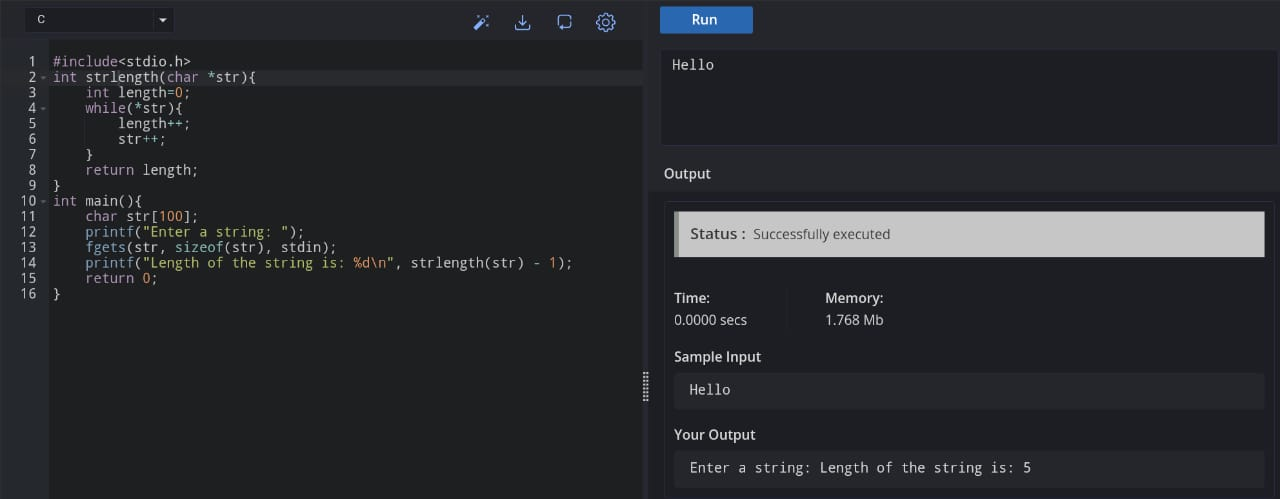 C
1 #include<stdio.h>
2 int strlength(char *str){
3     int length=0;
4     while(*str){
5         length++;
6         str++;
7     }
8     return length;
9 }
10 int main(){
11     char str[100];
12     printf("Enter a string: ");
13     fgets(str, sizeof(str), stdin);
14     printf("Length of the string is: %d\n", strlength(str) - 1);
15     return 0;
16 }
Run
Hello
Output
Status : Successfully executed
Time: Memory:
0.0000 secs 1.768 Mb
Sample Input
Hello
Your Output
Enter a string: Length of the string is: 5